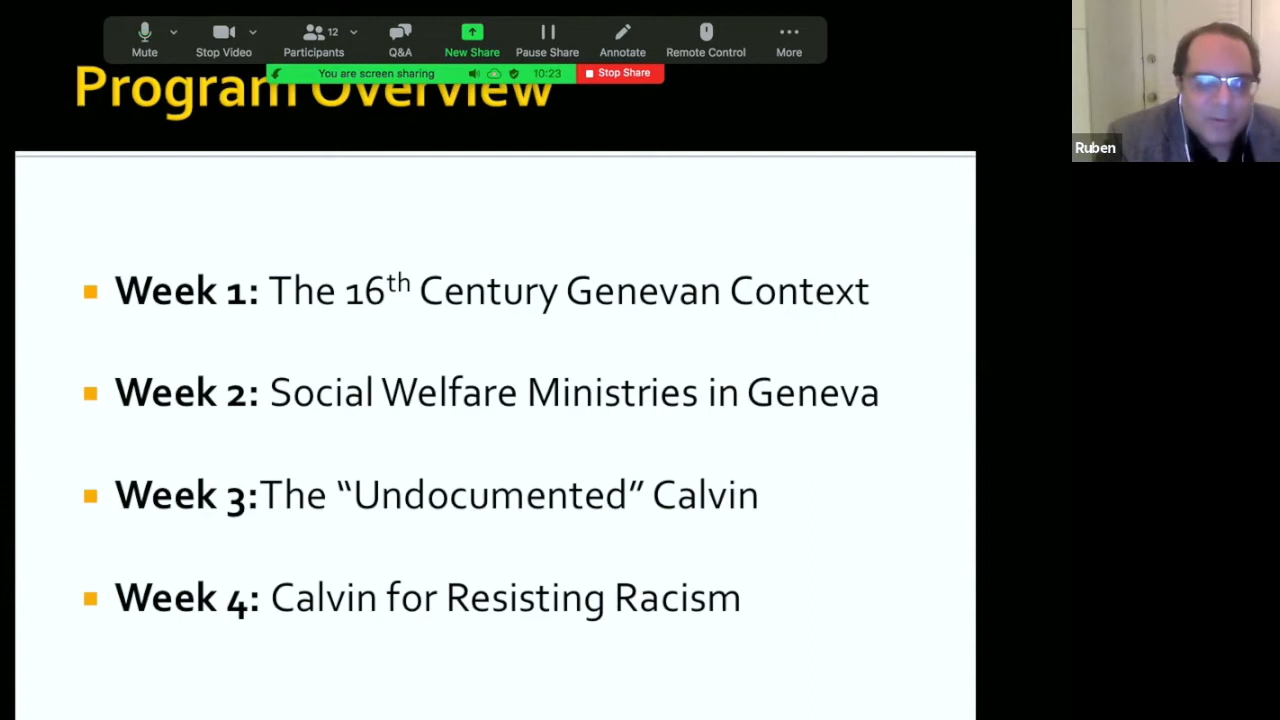 Mute
Stop Video
12
Participants
Q&A
New Share
Pause Share
Annotate
Remote Control
More
You are screen sharing
10:23
Stop Share
Program Overview
Ruben
Week 1: The 16th Century Genevan Context
Week 2: Social Welfare Ministries in Geneva
Week 3:The “Undocumented” Calvin
Week 4: Calvin for Resisting Racism